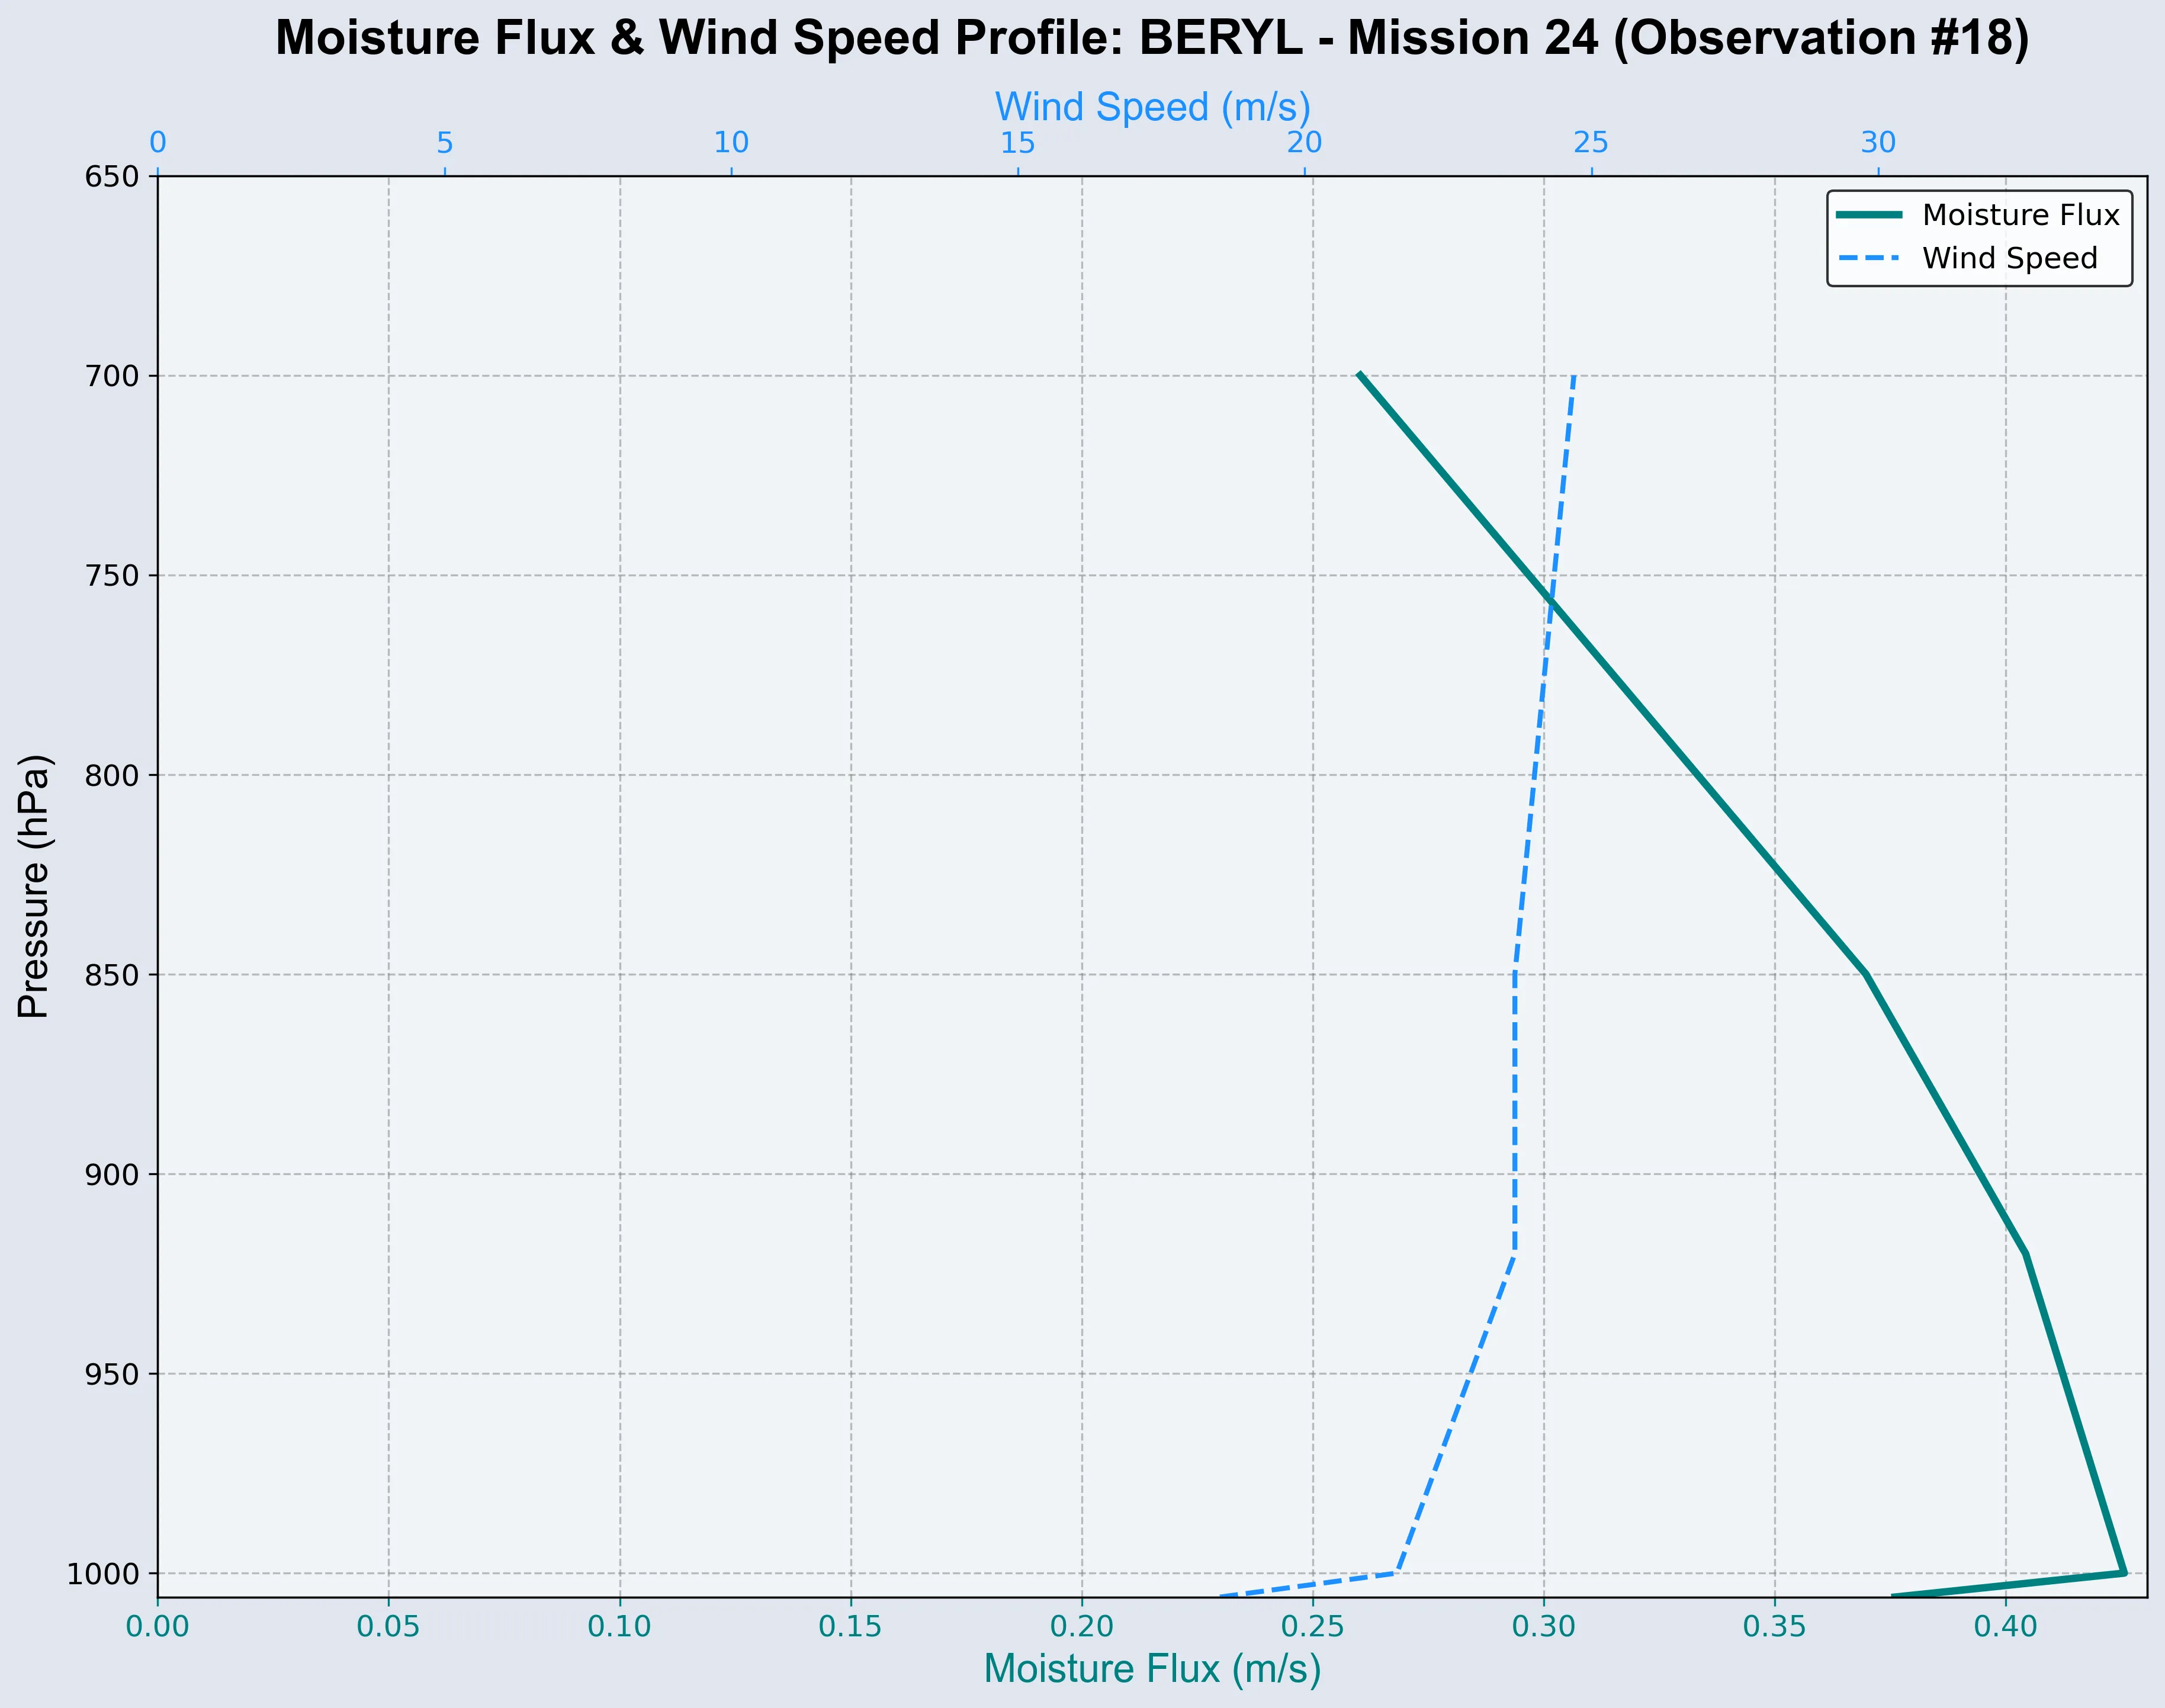 Moisture Flux & Wind Speed Profile: BERYL - Mission 24 (Observation #18)
Wind Speed (m/s)
0 5 10 15 20 25 30
Moisture Flux
Wind Speed
Pressure (hPa)
650
700
750
800
850
900
950
1000
0.00 0.05 0.10 0.15 0.20 0.25 0.30 0.35 0.40
Moisture Flux (m/s)